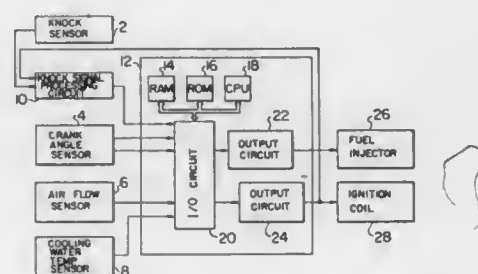 KNOCK
SENSOR
2
KNOCK SIGNAL
PROCESSING
CIRCUIT
10
12
14
16
18
RAM
ROM
CPU
4
CRANK
ANGLE
SENSOR
22
OUTPUT
CIRCUIT
26
FUEL
INJECTOR
I/O CIRCUIT
6
AIR FLOW
SENSOR
OUTPUT
CIRCUIT
IGNITION
COIL
20
24
28
COOLING
WATER
TEMP
SENSOR
8